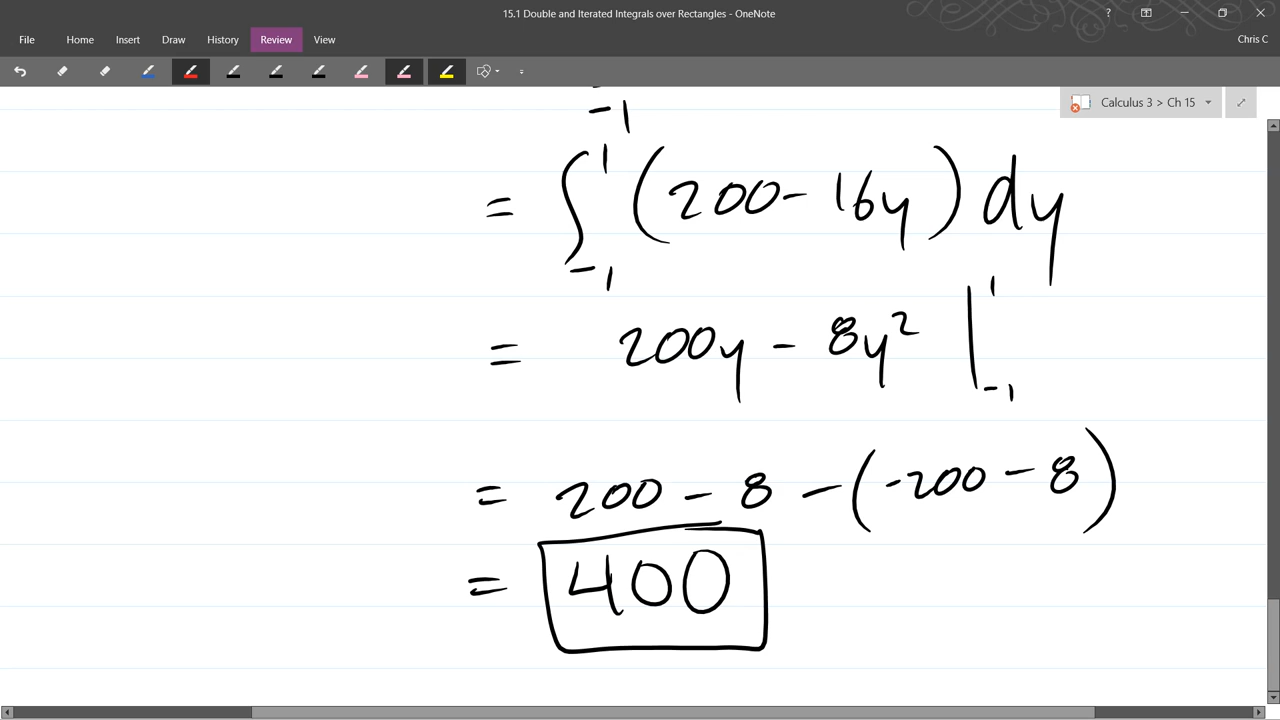 15.1 Double and Iterated Integrals over Rectangles - OneNote
?
File Home Insert Draw History Review View
Chris C
Calculus 3 > Ch 15
-1
= ∫_{-1}^{1} (200 - 16y) dy
= 200y - 8y² |_{-1}^{1}
= 200 - 8 - (-200 - 8)
= 400